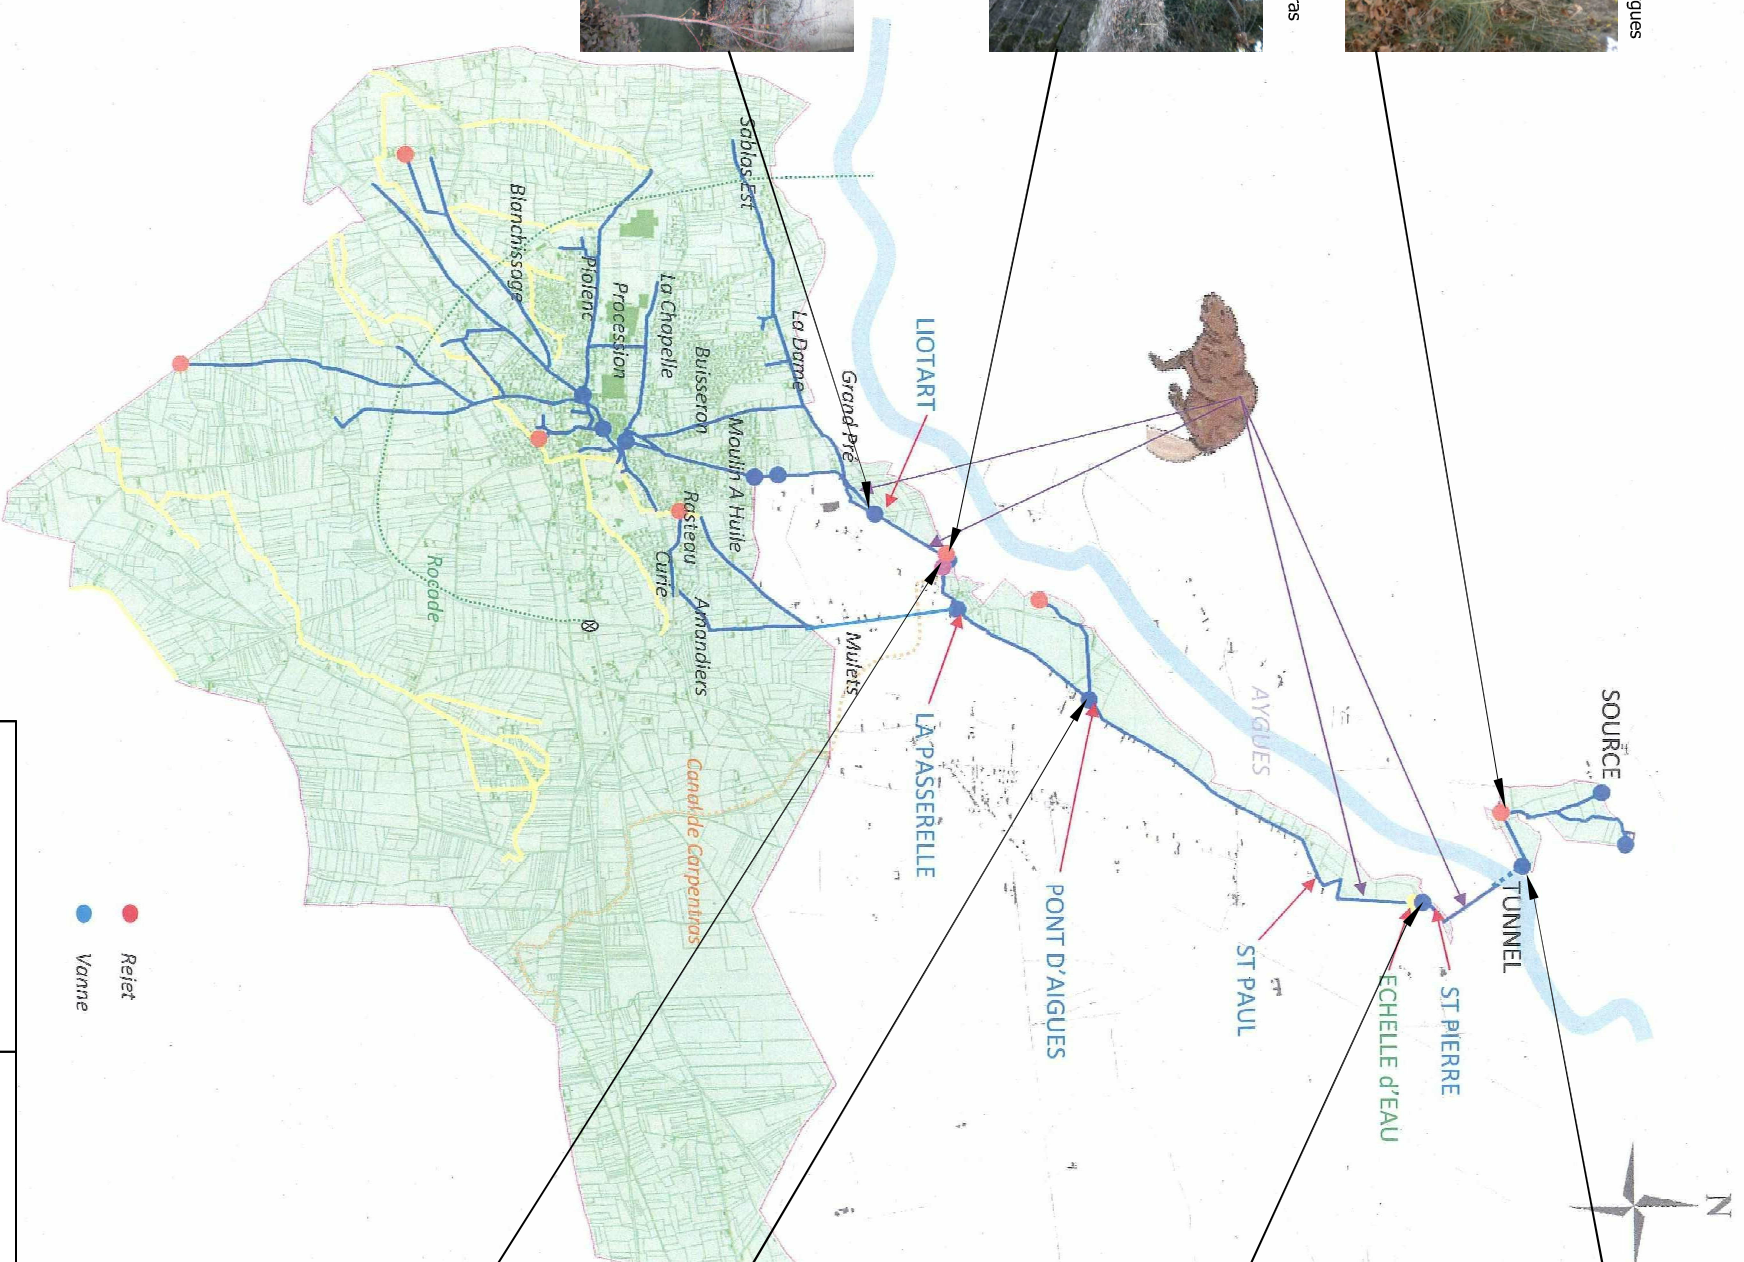 ras
gues
N
SOURCE
TUNNEL
ST PIERRE
ECHELLE d'EAU
ST PAUL
AYGUES
PONT D'AIGUES
LA PASSERELLE
LIOTART
Grand Pré
Mulets
La Dame
Sablas Est
Moulin A Huile
Buisseron
Amandiers
Rasteau
Curie
La Chapelle
Procession
Piolenc
Blanchissage
Canal de Carpentras
Rocade
Rejet
Vanne